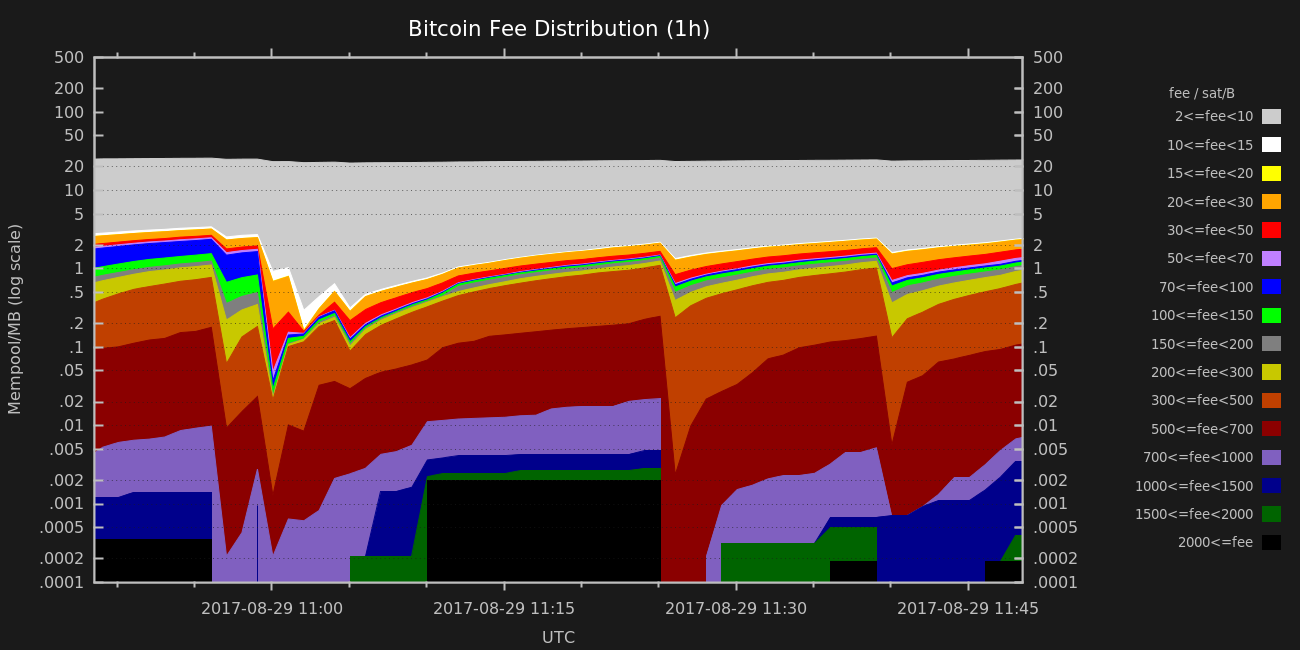 Bitcoin Fee Distribution (1h)
Mempool/MB (log scale)
500
200
100
50
20
10
5
2
1
.5
.2
.1
.05
.02
.01
.005
.002
.001
.0005
.0002
.0001
500
200
100
50
20
10
5
2
1
.5
.2
.1
.05
.02
.01
.005
.002
.001
.0005
.0002
.0001
2017-08-29 11:00
2017-08-29 11:15
2017-08-29 11:30
2017-08-29 11:45
UTC
fee / sat/B
2<=fee<10
10<=fee<15
15<=fee<20
20<=fee<30
30<=fee<50
50<=fee<70
70<=fee<100
100<=fee<150
150<=fee<200
200<=fee<300
300<=fee<500
500<=fee<700
700<=fee<1000
1000<=fee<1500
1500<=fee<2000
2000<=fee